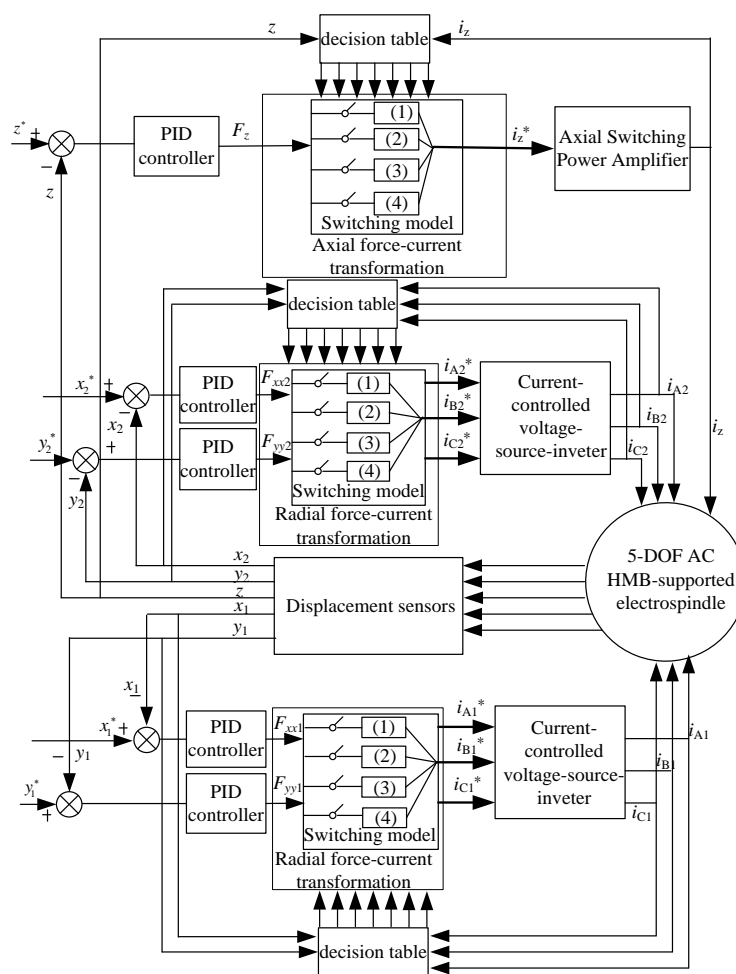 z
decision table
i_z
z* +
−
z
PID
controller
F_z
(1)
(2)
(3)
(4)
Switching model
Axial force-current
transformation
i_z*
Axial Switching
Power Amplifier
decision table
x_2* +
−
x_2
PID
controller
F_xx2
y_2* +
−
y_2
PID
controller
F_yy2
(1)
(2)
(3)
(4)
Switching model
Radial force-current
transformation
i_A2*
i_B2*
i_C2*
Current-
controlled
voltage-
source-inveter
i_A2
i_B2
i_C2
i_z
x_2
y_2
z
x_1
y_1
Displacement sensors
5-DOF AC
HMB-supported
electrospindle
x_1
−
x_1* +
−
y_1
y_1*
+
PID
controller
F_xx1
PID
controller
F_yy1
(1)
(2)
(3)
(4)
Switching model
Radial force-current
transformation
i_A1*
i_B1*
i_C1*
Current-
controlled
voltage-source-
inveter
i_A1
i_B1
i_C1
decision table